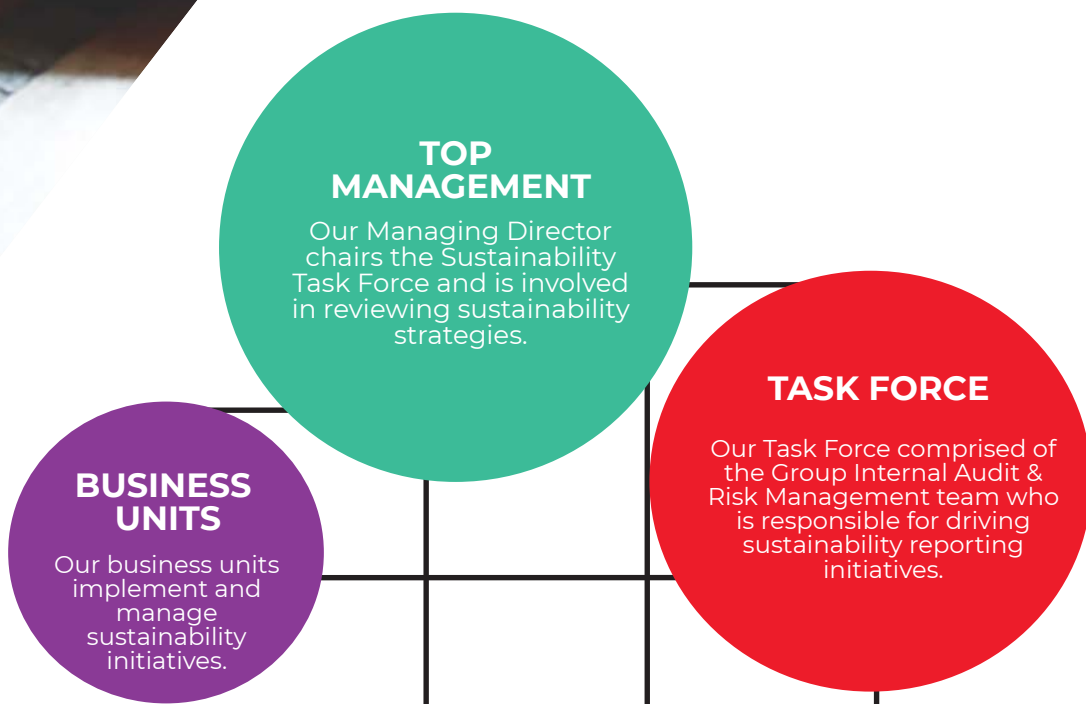 TOP
MANAGEMENT
Our Managing Director
chairs the Sustainability
Task Force and is involved
in reviewing sustainability
strategies.
TASK FORCE
Our Task Force comprised of
the Group Internal Audit &
Risk Management team who
is responsible for driving
sustainability reporting
initiatives.
BUSINESS
UNITS
Our business units
implement and
manage
sustainability
initiatives.